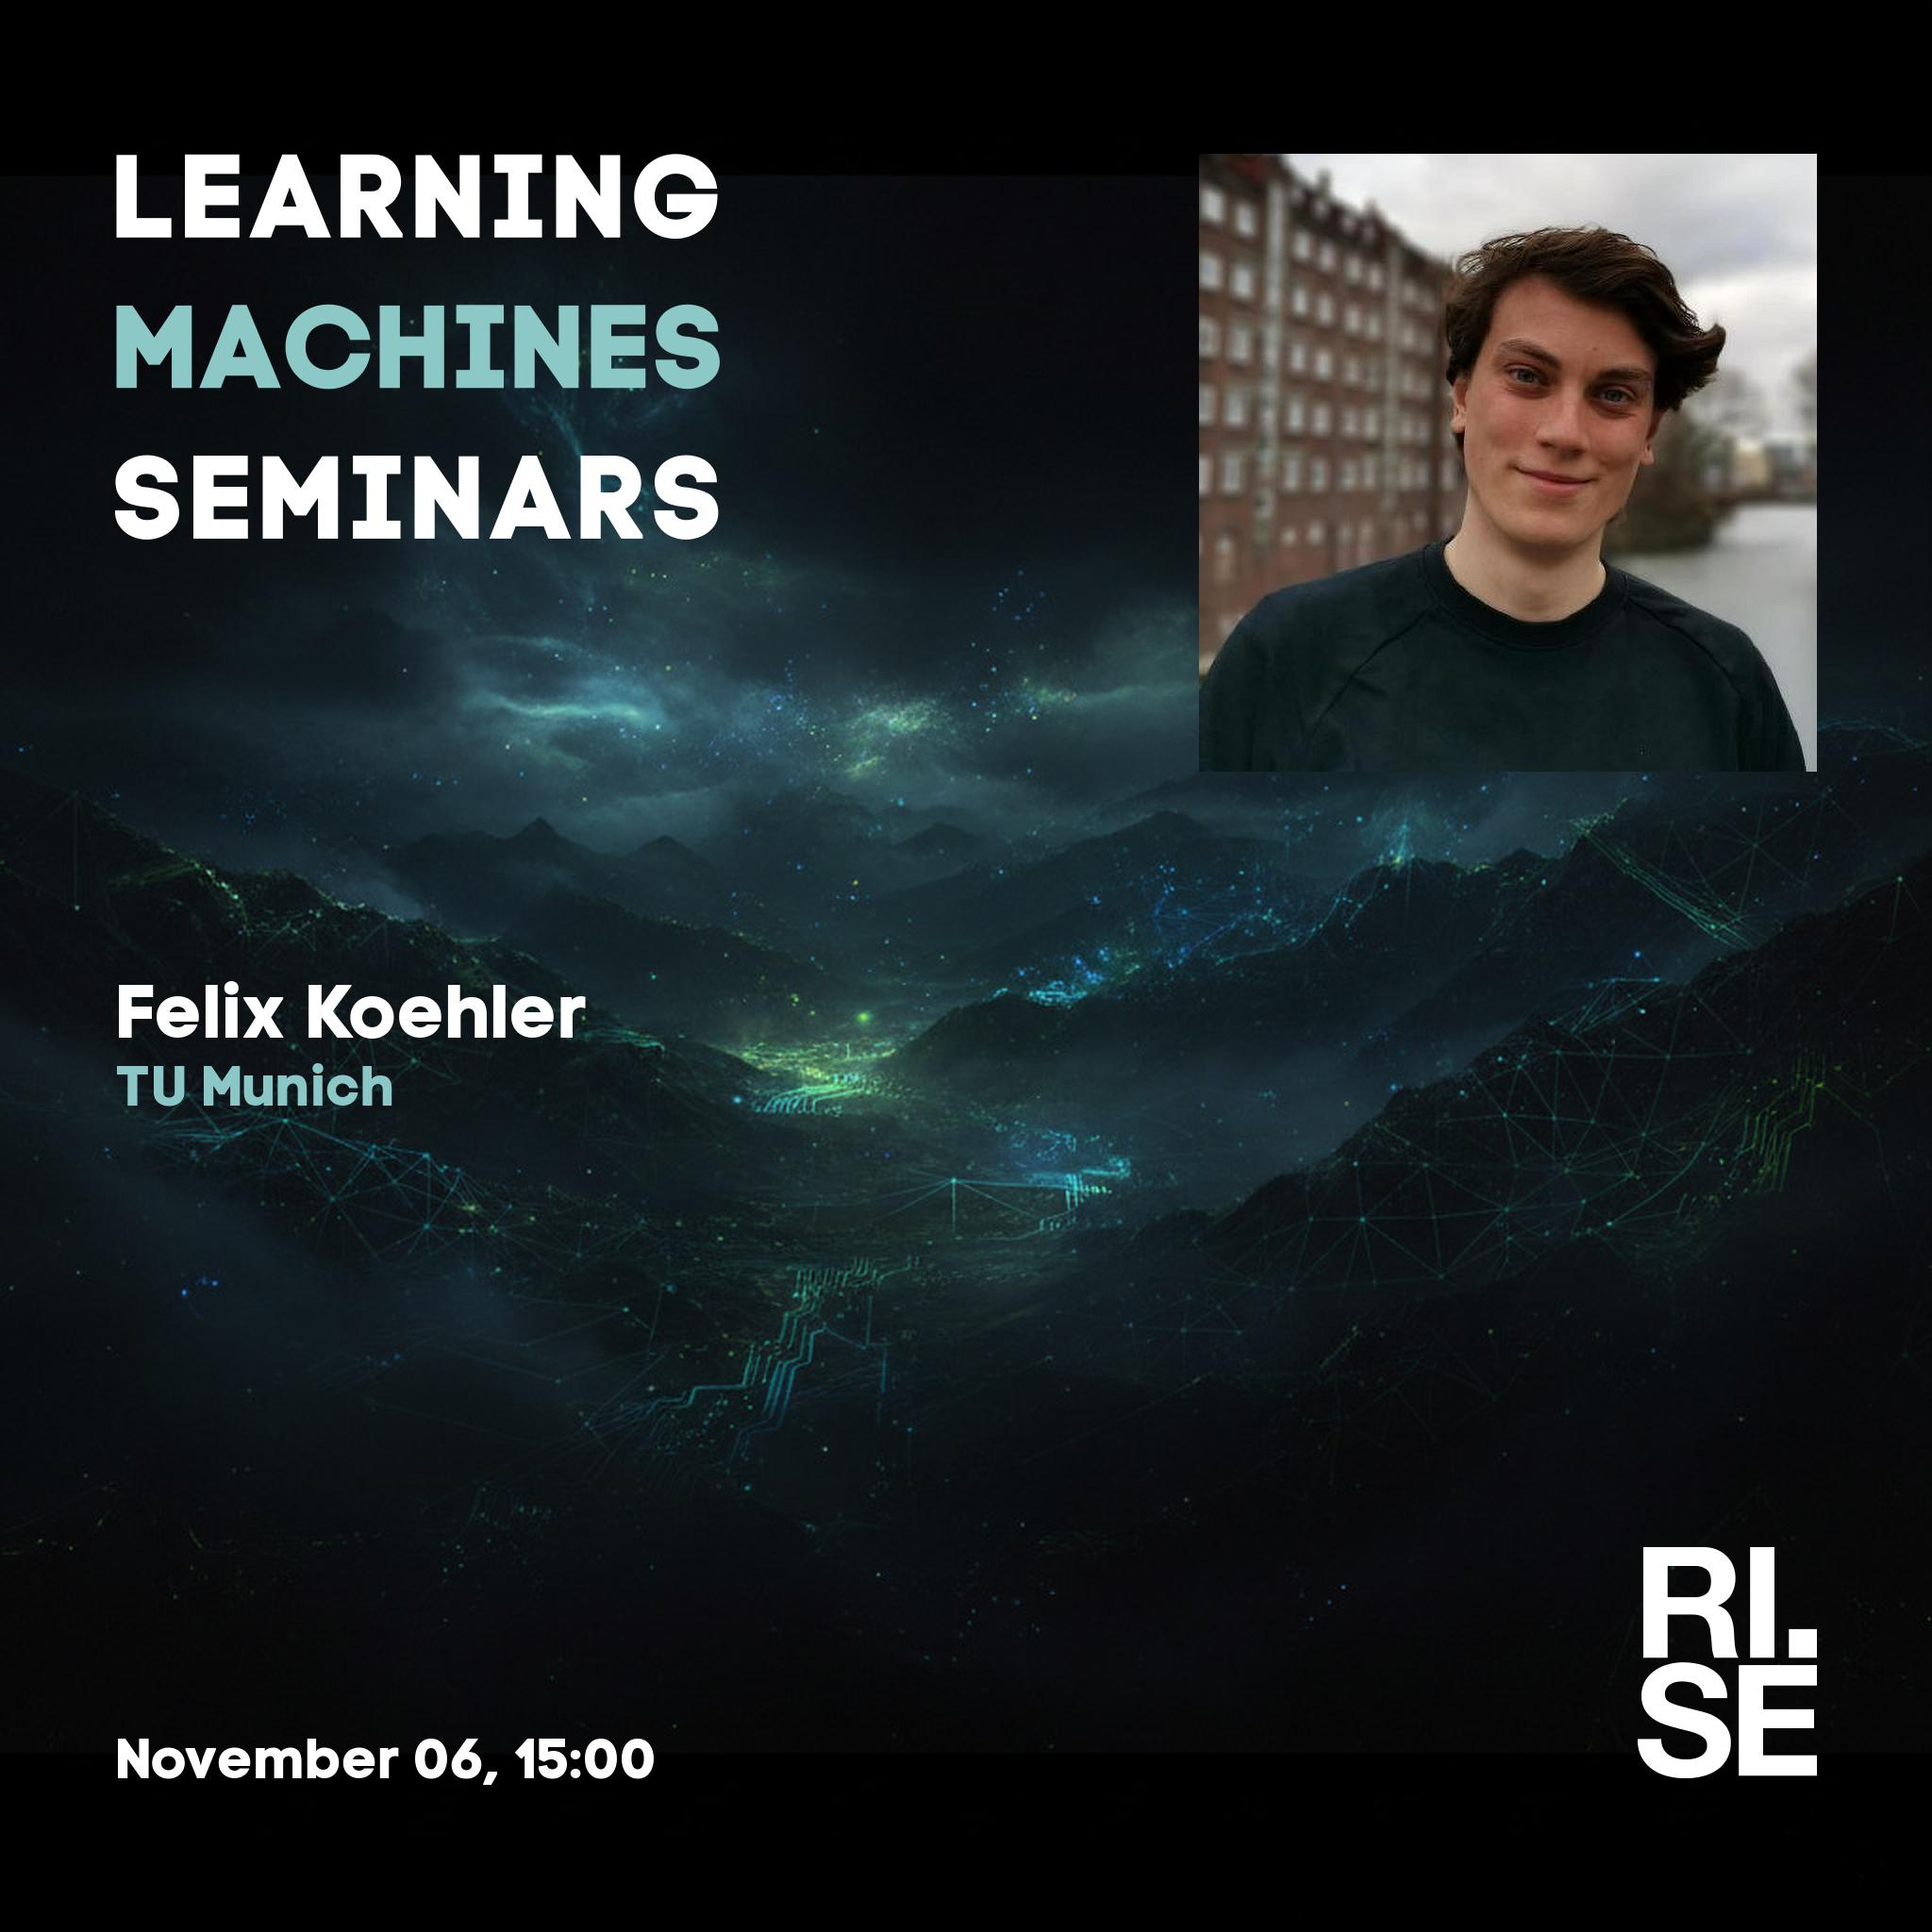 LEARNING
MACHINES
SEMINARS
Felix Koehler
TU Munich
November 06, 15:00
RI.
SE